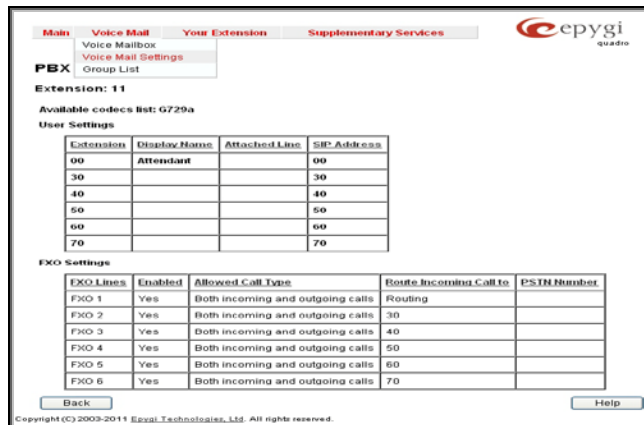 Main Voice Mail Your Extension Supplementary Services
epygi
quadro
Voice Mailbox
Voice Mail Settings
Group List
PBX
Extension: 11
Available codecs list: G729a
User Settings
Extension Display Name Attached Line SIP Address
00 Attendant 00
30 30
40 40
50 50
60 60
70 70
FXO Settings
FXO Lines Enabled Allowed Call Type Route Incoming Call to PSTN Number
FXO 1 Yes Both incoming and outgoing calls Routing
FXO 2 Yes Both incoming and outgoing calls 30
FXO 3 Yes Both incoming and outgoing calls 40
FXO 4 Yes Both incoming and outgoing calls 50
FXO 5 Yes Both incoming and outgoing calls 60
FXO 6 Yes Both incoming and outgoing calls 70
Back Help
Copyright (C) 2003-2011 Epygi Technologies, Ltd. All rights reserved.